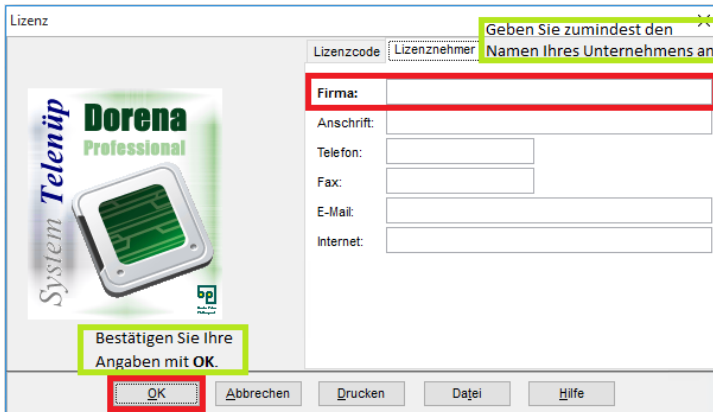 Lizenz
Geben Sie zumindest den
Namen Ihres Unternehmens an
Lizenzcode
Lizenznehmer
Firma:
Anschrift:
Telefon:
Fax:
E-Mail:
Internet:
System Telenüp
Dorena
Professional
bp
Bestätigen Sie Ihre
Angaben mit OK.
OK
Abbrechen
Drucken
Datei
Hilfe